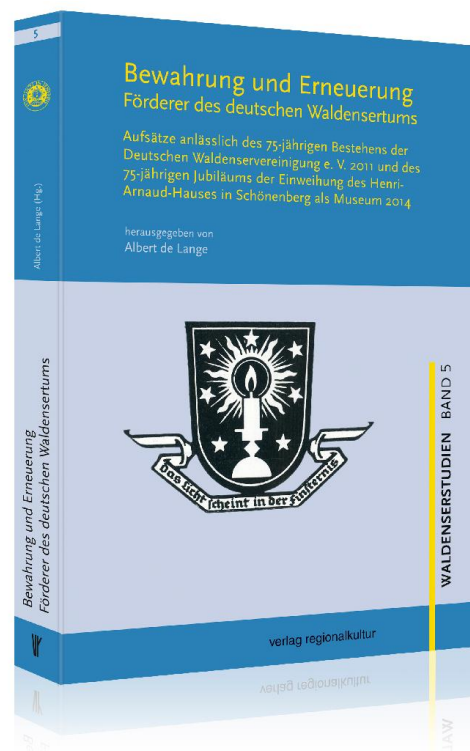 5
Albert de Lange (Hg.)
Bewahrung und Erneuerung
Förderer des deutschen Waldensertums
Bewahrung und Erneuerung
Förderer des deutschen Waldensertums
Aufsätze anlässlich des 75-jährigen Bestehens der
Deutschen Waldenservereinigung e. V. 2011 und des
75-jährigen Jubiläums der Einweihung des Henri-
Arnaud-Hauses in Schönenberg als Museum 2014
herausgegeben von
Albert de Lange
das Licht scheint in der Finsternis
WALDENSERSTUDIEN BAND 5
verlag regionalkultur